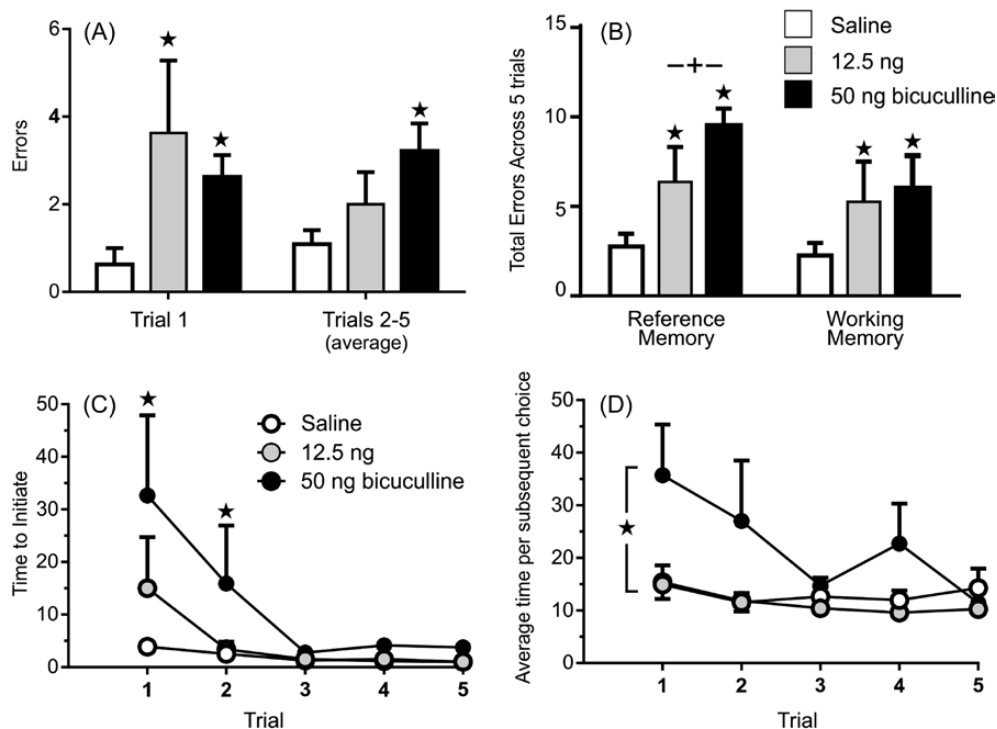 (A)
6
4
2
0
Errors
Trial 1
Trials 2-5
(average)
(B)
Saline
12.5 ng
50 ng bicuculline
15
10
5
0
Total Errors Across 5 trials
Reference
Memory
Working
Memory
(C)
Saline
12.5 ng
50 ng bicuculline
50
40
30
20
10
0
Time to Initiate
1 2 3 4 5
Trial
(D)
50
40
30
20
10
0
Average time per subsequent choice
1 2 3 4 5
Trial